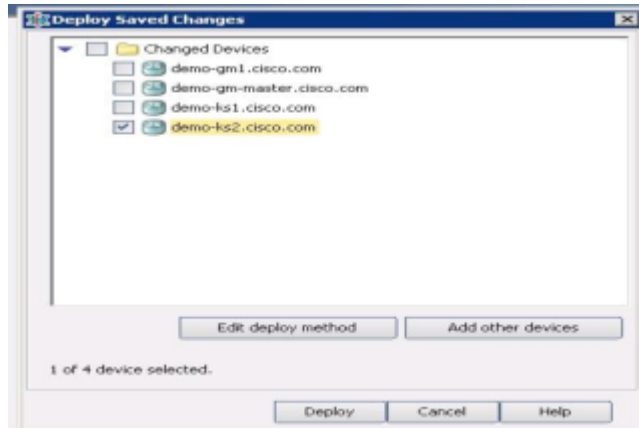 Deploy Saved Changes
Changed Devices
demo-gm1.cisco.com
demo-gm-master.cisco.com
demo-ks1.cisco.com
demo-ks2.cisco.com
Edit deploy method
Add other devices
1 of 4 device selected.
Deploy
Cancel
Help